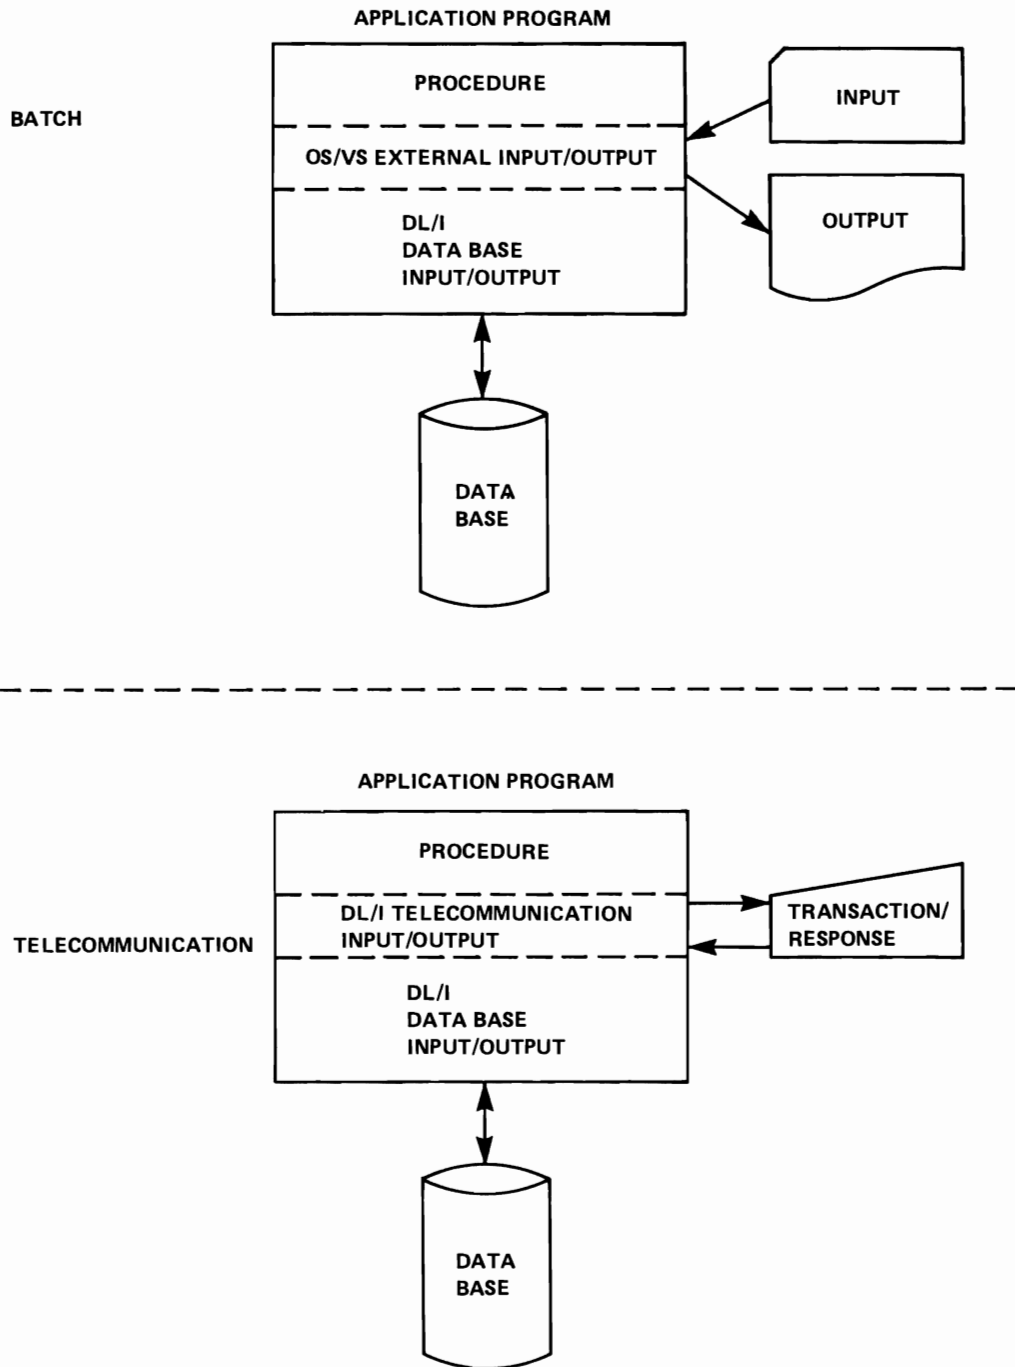 APPLICATION PROGRAM
PROCEDURE
BATCH
INPUT
OS/VS EXTERNAL INPUT/OUTPUT
OUTPUT
DL/I
DATA BASE
INPUT/OUTPUT
DATA
BASE
APPLICATION PROGRAM
PROCEDURE
TELECOMMUNICATION
DL/I TELECOMMUNICATION
INPUT/OUTPUT
TRANSACTION/
RESPONSE
DL/I
DATA BASE
INPUT/OUTPUT
DATA
BASE